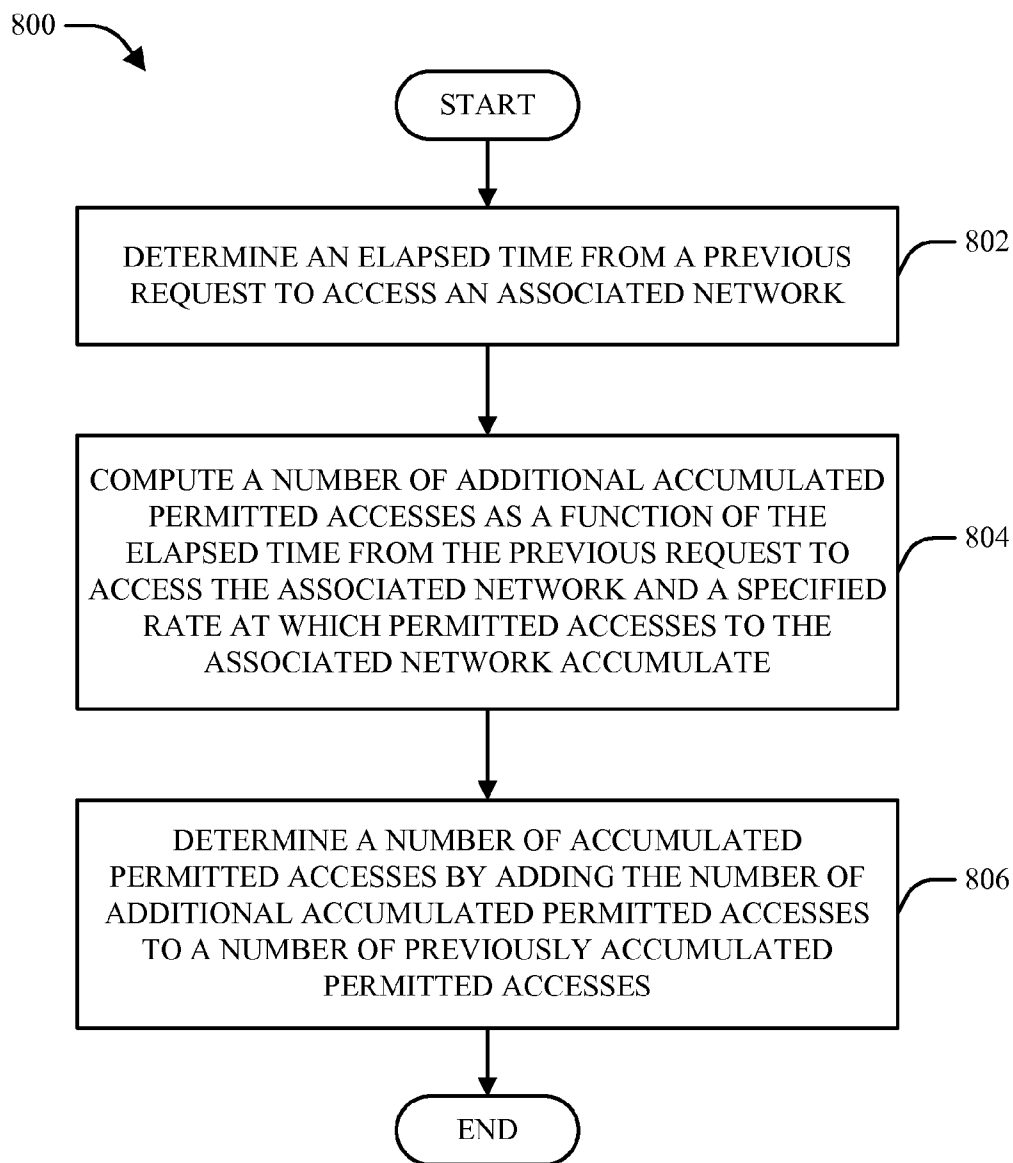 800
START
DETERMINE AN ELAPSED TIME FROM A PREVIOUS
REQUEST TO ACCESS AN ASSOCIATED NETWORK
802
COMPUTE A NUMBER OF ADDITIONAL ACCUMULATED
PERMITTED ACCESSES AS A FUNCTION OF THE
ELAPSED TIME FROM THE PREVIOUS REQUEST TO
ACCESS THE ASSOCIATED NETWORK AND A SPECIFIED
RATE AT WHICH PERMITTED ACCESSES TO THE
ASSOCIATED NETWORK ACCUMULATE
804
DETERMINE A NUMBER OF ACCUMULATED
PERMITTED ACCESSES BY ADDING THE NUMBER OF
ADDITIONAL ACCUMULATED PERMITTED ACCESSES
TO A NUMBER OF PREVIOUSLY ACCUMULATED
PERMITTED ACCESSES
806
END